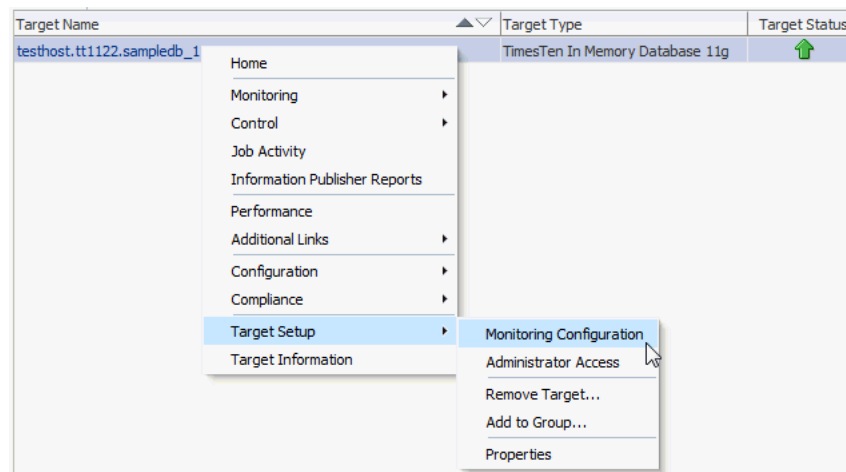 Target Name Target Type Target Status
testhost.tt1122.sampledb_1 TimesTen In Memory Database 11g
Home
Monitoring
Control
Job Activity
Information Publisher Reports
Performance
Additional Links
Configuration
Compliance
Target Setup
Target Information
Monitoring Configuration
Administrator Access
Remove Target...
Add to Group...
Properties